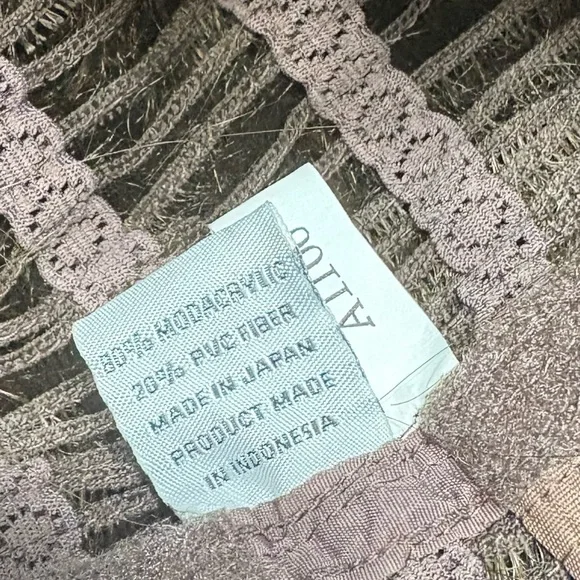 80% MODACRYLIC
20% PVC FIBER
MADE IN JAPAN
PRODUCT MADE
IN INDONESIA